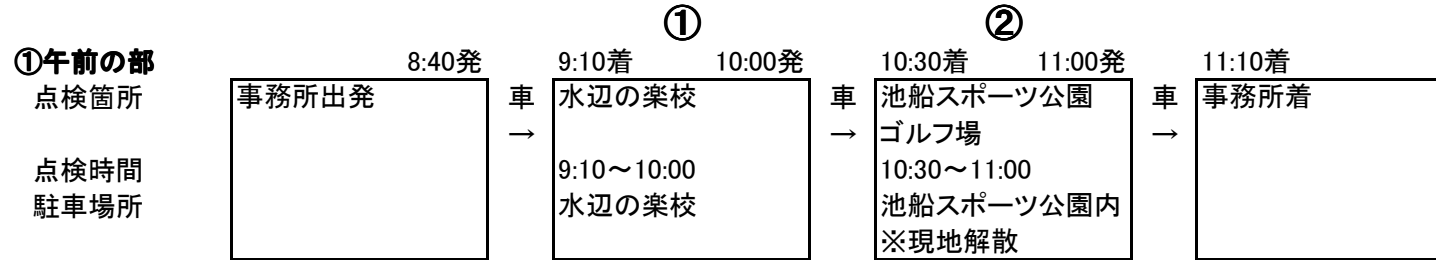 ① ②
①午前の部 8:40発 9:10着 10:00発 10:30着 11:00発 11:10着
点検箇所 事務所出発 車 水辺の楽校 車 池船スポーツ公園 車 事務所着
→ → ゴルフ場 →
点検時間 9:10～10:00 10:30～11:00
駐車場所 水辺の楽校 池船スポーツ公園内
※現地解散